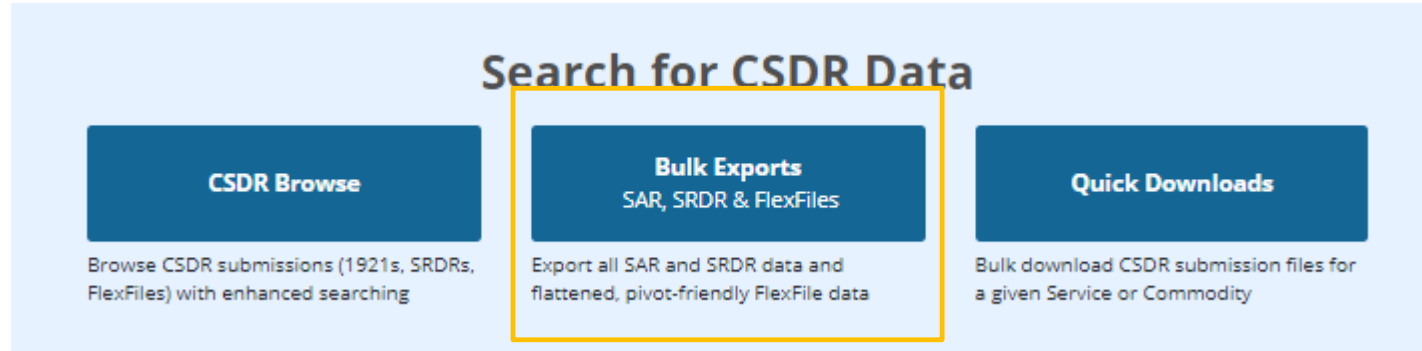 Search for CSDR Data
CSDR Browse
Browse CSDR submissions (1921s, SRDRs,
FlexFiles) with enhanced searching
Bulk Exports
SAR, SRDR & FlexFiles
Export all SAR and SRDR data and
flattened, pivot-friendly FlexFile data
Quick Downloads
Bulk download CSDR submission files for
a given Service or Commodity